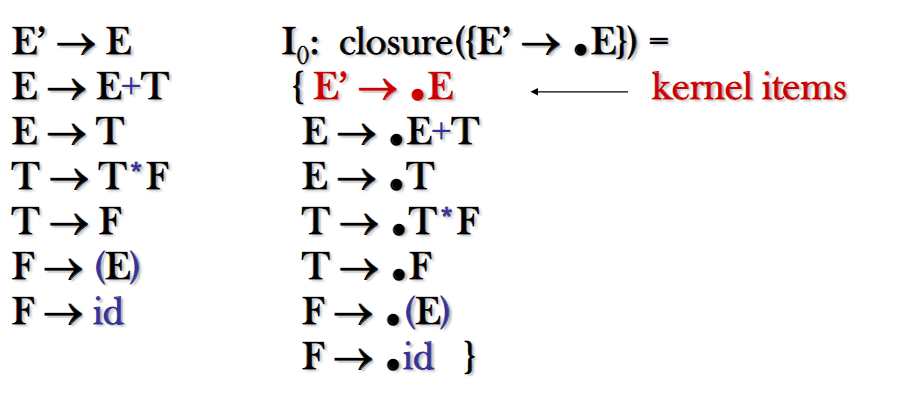 E’ → E I₀: closure({E’ → .E}) =
E → E+T { E’ → .E ← kernel items
E → T E → .E+T
T → T*F E → .T
T → F T → .T*F
F → (E) T → .F
F → id F → .(E)
F → .id }